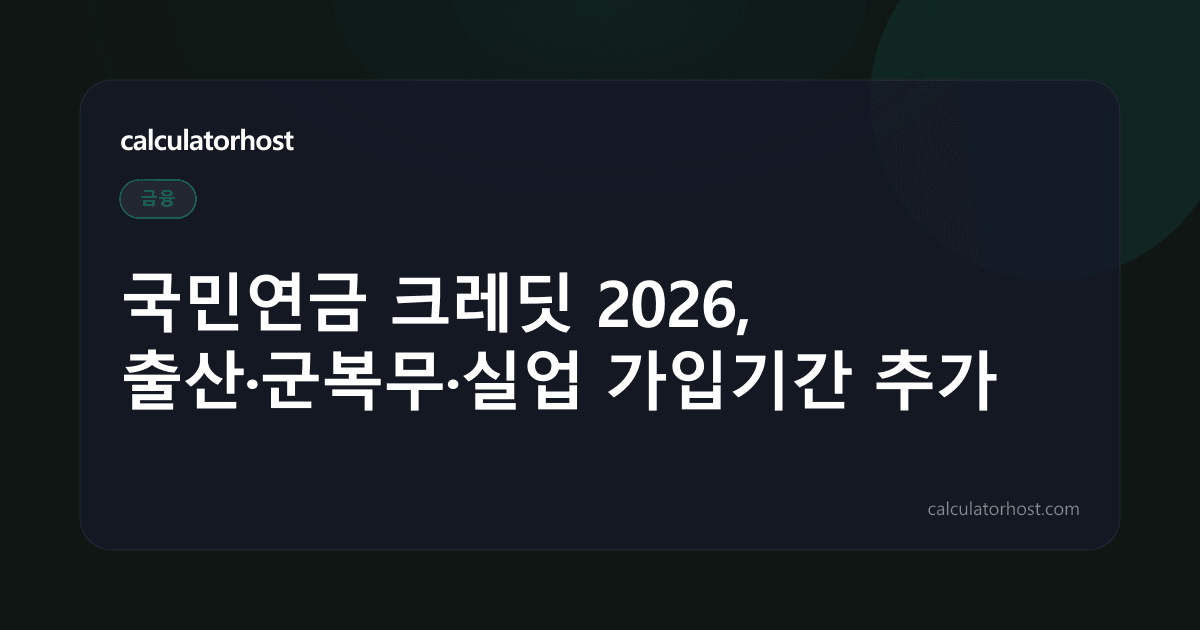 calculatorhost
금융
국민연금 크레딧 2026,
출산·군복무·실업 가입기간 추가
calculatorhost.com